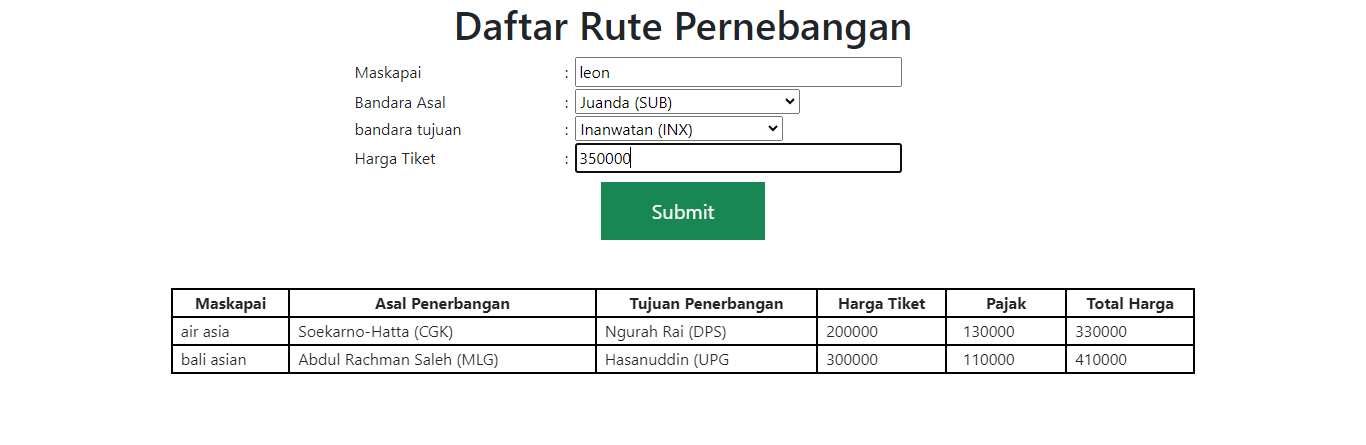 Daftar Rute Pernebangan
Maskapai : leon
Bandara Asal : Juanda (SUB)
bandara tujuan : Inanwatan (INX)
Harga Tiket : 350000
Submit
Maskapai Asal Penerbangan Tujuan Penerbangan Harga Tiket Pajak Total Harga
air asia Soekarno-Hatta (CGK) Ngurah Rai (DPS) 200000 130000 330000
bali asian Abdul Rachman Saleh (MLG) Hasanuddin (UPG 300000 110000 410000